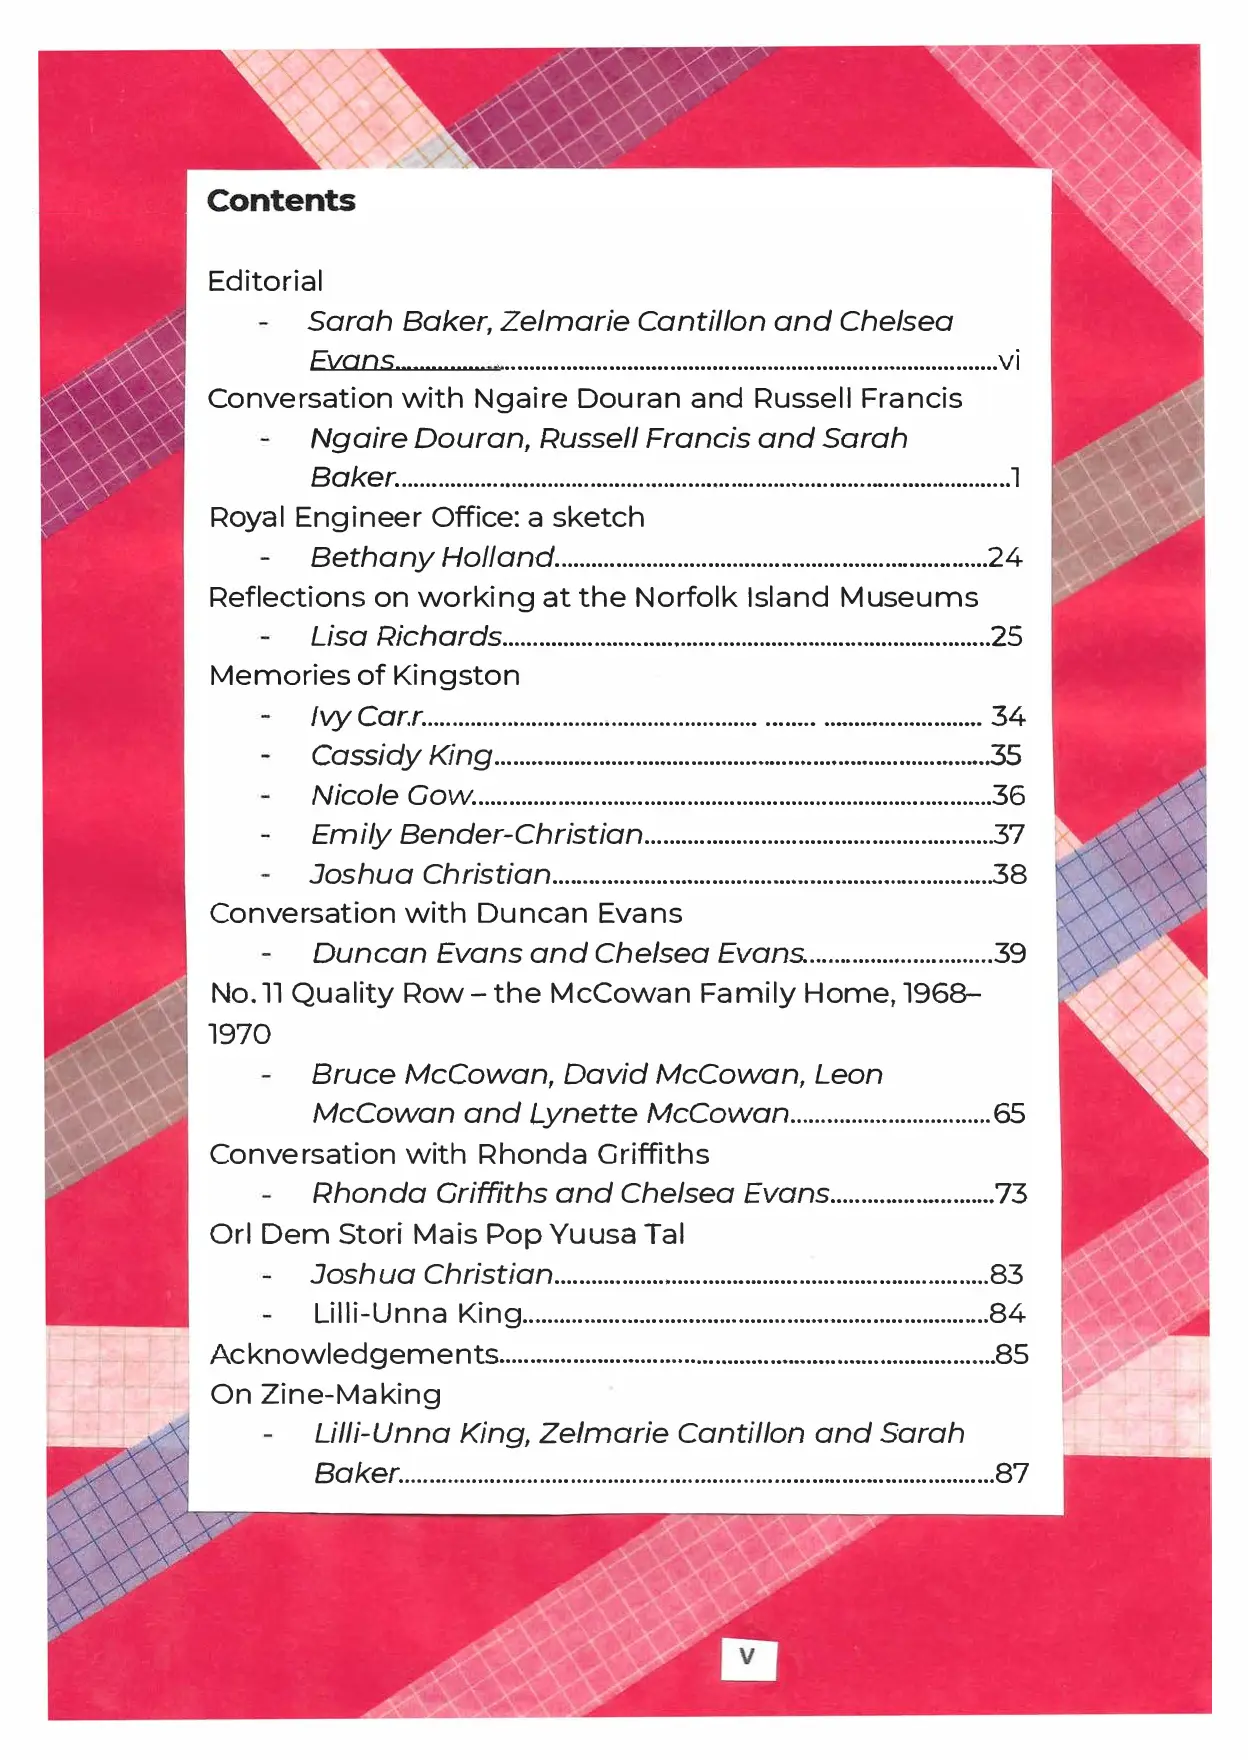 Contents
Editorial
- Sarah Baker, Zelmarie Cantillon and Chelsea
Evans....................................................................................................vi
Conversation with Ngaire Douran and Russell Francis
- Ngaire Douran, Russell Francis and Sarah
Baker.....................................................................................................1
Royal Engineer Office: a sketch
- Bethany Holland.......................................................................24
Reflections on working at the Norfolk Island Museums
- Lisa Richards................................................................................25
Memories of Kingston
- Ivy Car.r....................................................... ........ .......................... 34
- Cassidy King.................................................................................35
- Nicole Gow.....................................................................................36
- Emily Bender-Christian.........................................................37
- Joshua Christian........................................................................38
Conversation with Duncan Evans
- Duncan Evans and Chelsea Evans...............................39
No. 11 Quality Row – the McCowan Family Home, 1968–
1970
- Bruce McCowan, David McCowan, Leon
McCowan and Lynette McCowan................................. 65
Conversation with Rhonda Griffiths
- Rhonda Griffiths and Chelsea Evans...........................73
Orl Dem Stori Mais Pop Yuusa Tal
- Joshua Christian.......................................................................83
- Lilli-Unna King............................................................................84
Acknowledgements.................................................................................85
On Zine-Making
- Lilli-Unna King, Zelmarie Cantillon and Sarah
Baker..................................................................................................87
V